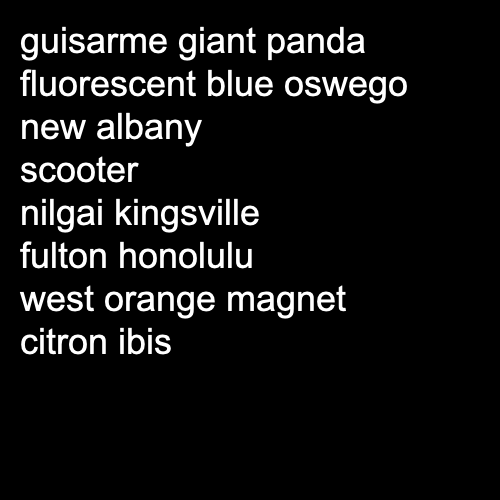 guisarme giant panda
fluorescent blue oswego
new albany
scooter
nilgai kingsville
fulton honolulu
west orange magnet
citron ibis